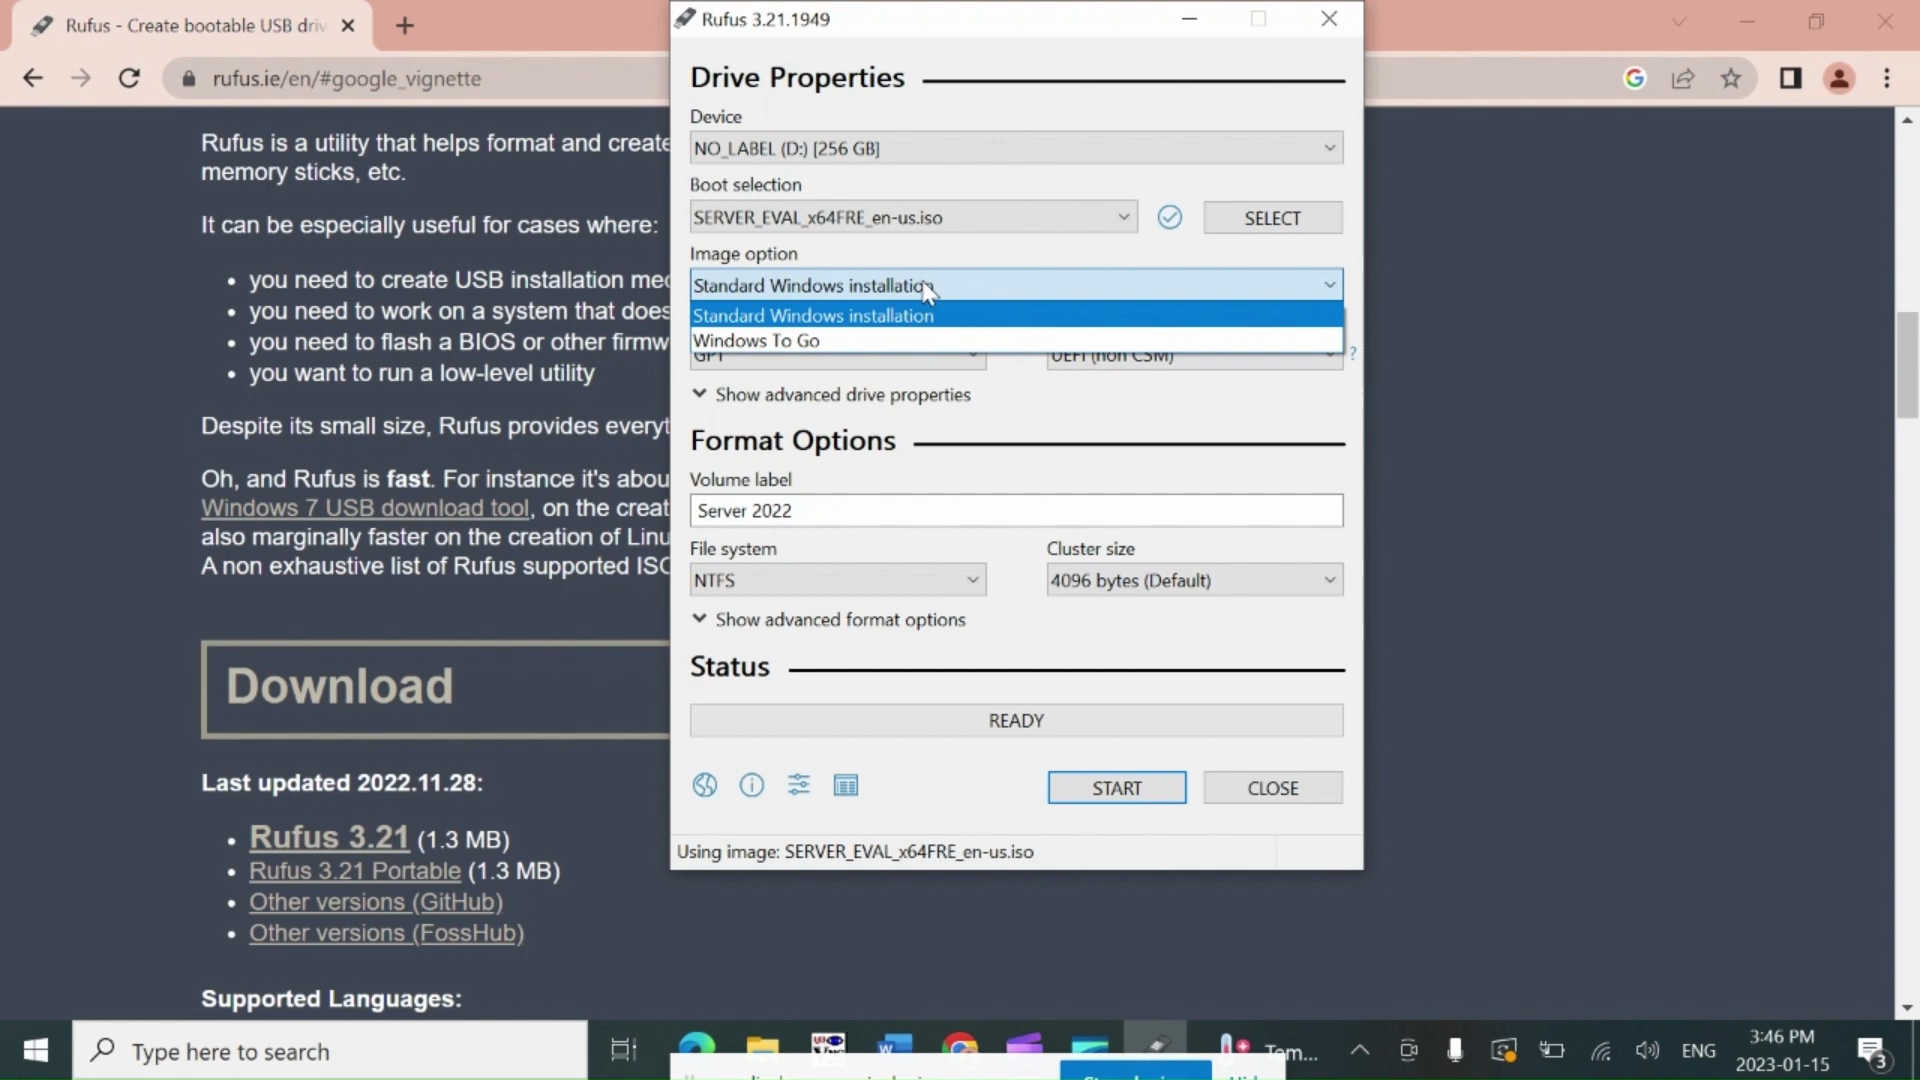 Rufus - Create bootable USB driv
rufus.ie/en/#google_vignette
Rufus is a utility that helps format and create
memory sticks, etc.
It can be especially useful for cases where:
• you need to create USB installation med
• you need to work on a system that does
• you need to flash a BIOS or other firmw
• you want to run a low-level utility
Despite its small size, Rufus provides everyt
Oh, and Rufus is fast. For instance it's abou
Windows 7 USB download tool, on the creat
also marginally faster on the creation of Linu
A non exhaustive list of Rufus supported ISO
Download
Last updated 2022.11.28:
• Rufus 3.21 (1.3 MB)
• Rufus 3.21 Portable (1.3 MB)
• Other versions (GitHub)
• Other versions (FossHub)
Supported Languages:
Rufus 3.21.1949
Drive Properties
Device
NO_LABEL (D:) [256 GB]
Boot selection
SERVER_EVAL_x64FRE_en-us.iso
SELECT
Image option
Standard Windows installation
Standard Windows installation
Windows To Go
GPT
UEFI (non CSM)
?
Show advanced drive properties
Format Options
Volume label
Server 2022
File system
Cluster size
NTFS
4096 bytes (Default)
Show advanced format options
Status
READY
START
CLOSE
Using image: SERVER_EVAL_x64FRE_en-us.iso
Type here to search
Tom...
ENG
3:46 PM
2023-01-15
3